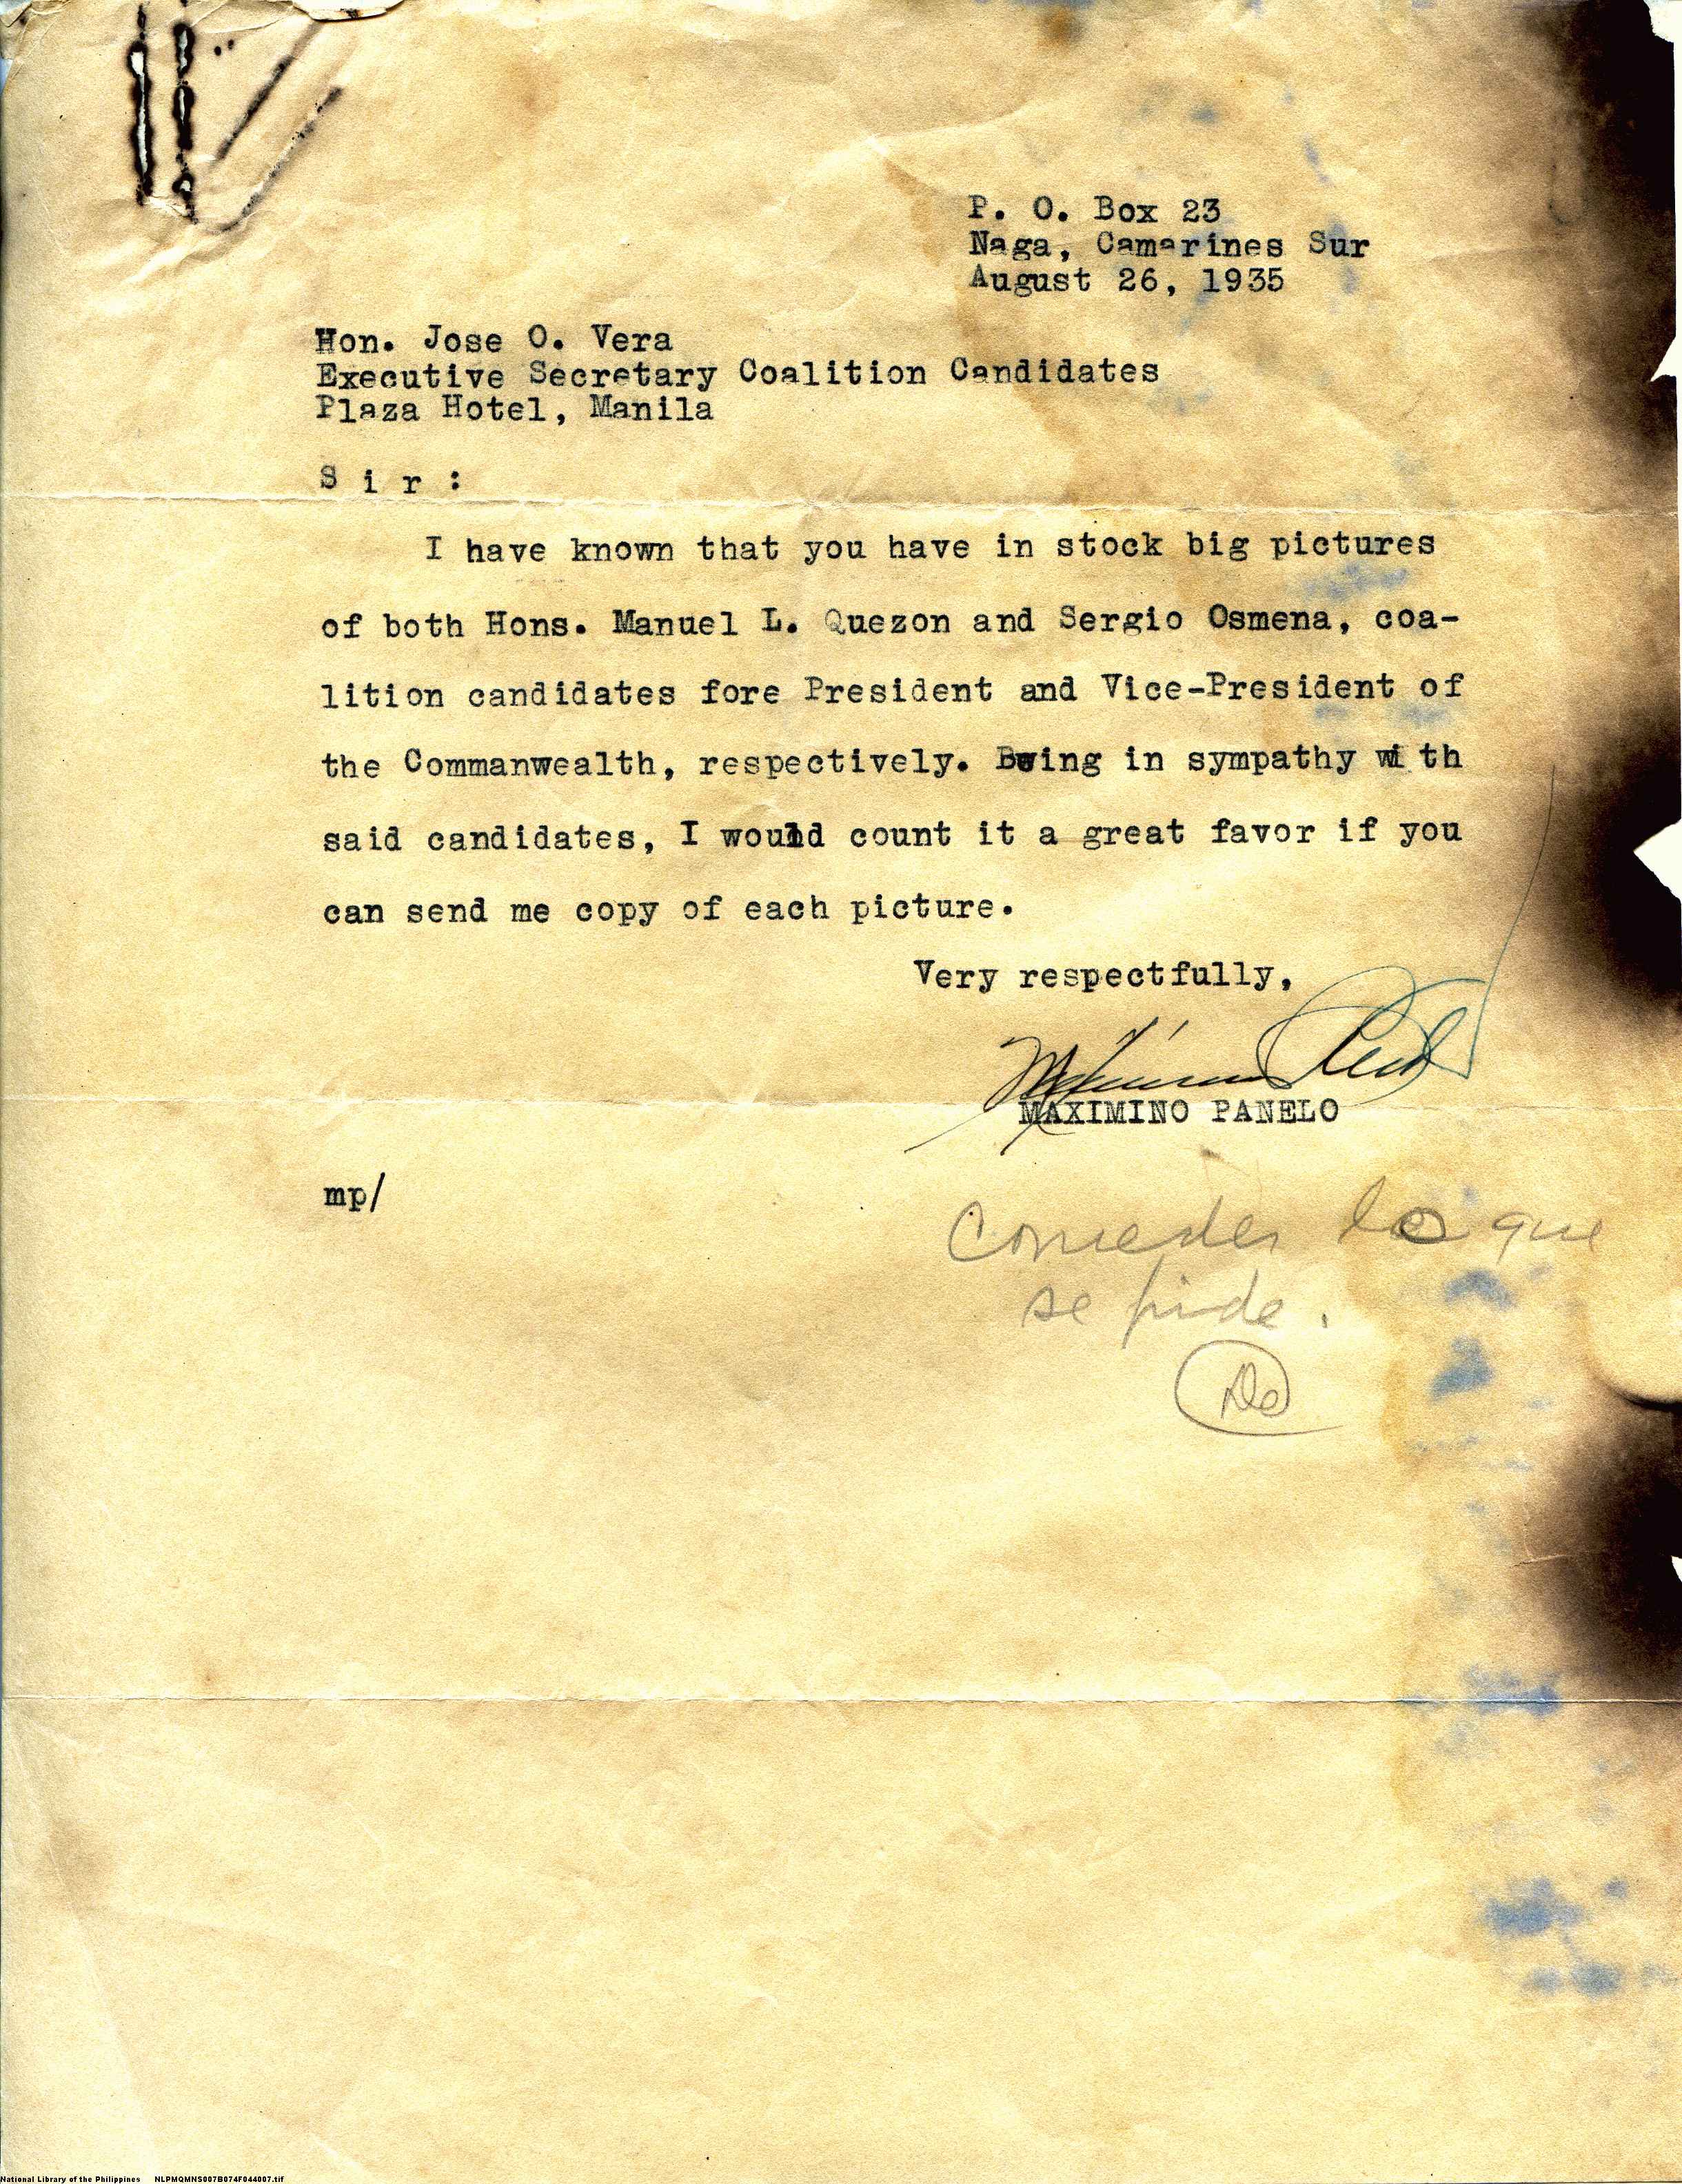 P. O. Box 23
Naga, Camarines Sur
August 26, 1935
Hon. Jose O. Vera
Executive Secretary Coalition Candidates
Plaza Hotel, Manila
S i r :
I have known that you have in stock big pictures
of both Hons. Manuel L. Quezon and Sergio Osmena, coa-
lition candidates fore President and Vice-President of
the Commanwealth, respectively. Being in sympathy with
said candidates, I would count it a great favor if you
can send me copy of each picture.
Very respectfully,
MAXIMINO PANELO
mp/
Conceder lo que
se pide.
National Library of the Philippines NLPMQMNS007B074F044007.tif